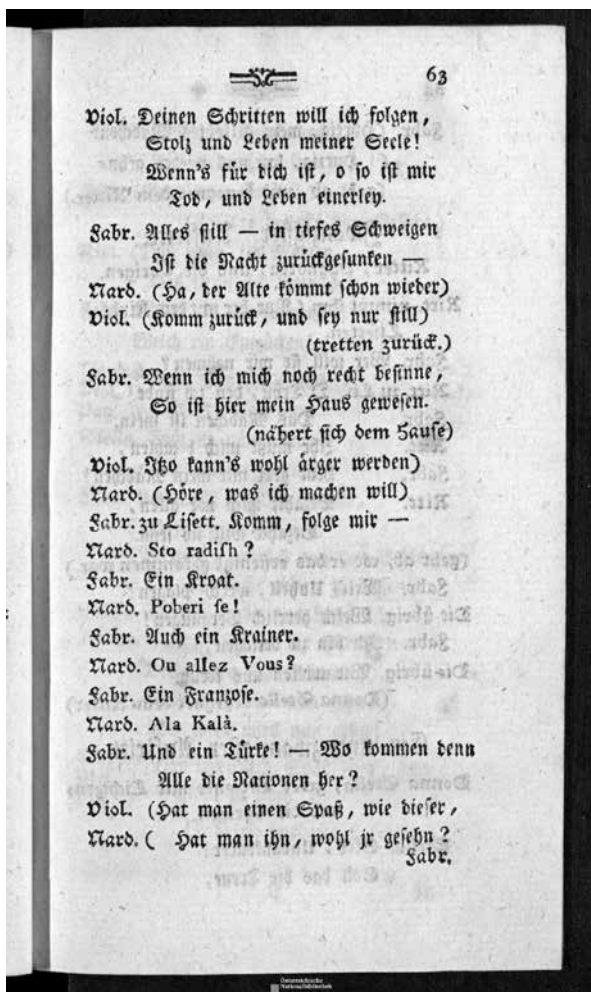 63
Viol. Deinen Schritten will ich folgen,
Stolz und Leben meiner Seele!
Wenn's für dich ist, o so ist mir
Tod, und Leben einerley.
Fabr. Alles still — in tiefes Schweigen
Ist die Nacht zurückgesunken —
Nard. (Ha, der Alte kömmt schon wieder)
Viol. (Komm zurück, und sey nur still)
(tretten zurück.)
Fabr. Wenn ich mich noch recht besinne,
So ist hier mein Haus gewesen.
(nähert sich dem Hause)
Viol. Itzo kann's wohl ärger werden)
Nard. (Höre, was ich machen will)
Fabr. zu Lisett. Komm, folge mir —
Nard. Sto radish?
Fabr. Ein Kroat.
Nard. Poberi se!
Fabr. Auch ein Krainer.
Nard. Ou allez Vous?
Fabr. Ein Franzose.
Nard. Ala Kalà.
Fabr. Und ein Türke! — Wo kommen denn
Alle die Nationen her?
Viol. (Hat man einen Spaß, wie dieser,
Nard. ( Hat man ihn, wohl jr gesehn?
Fabr.
Österreichische
Nationalbibliothek